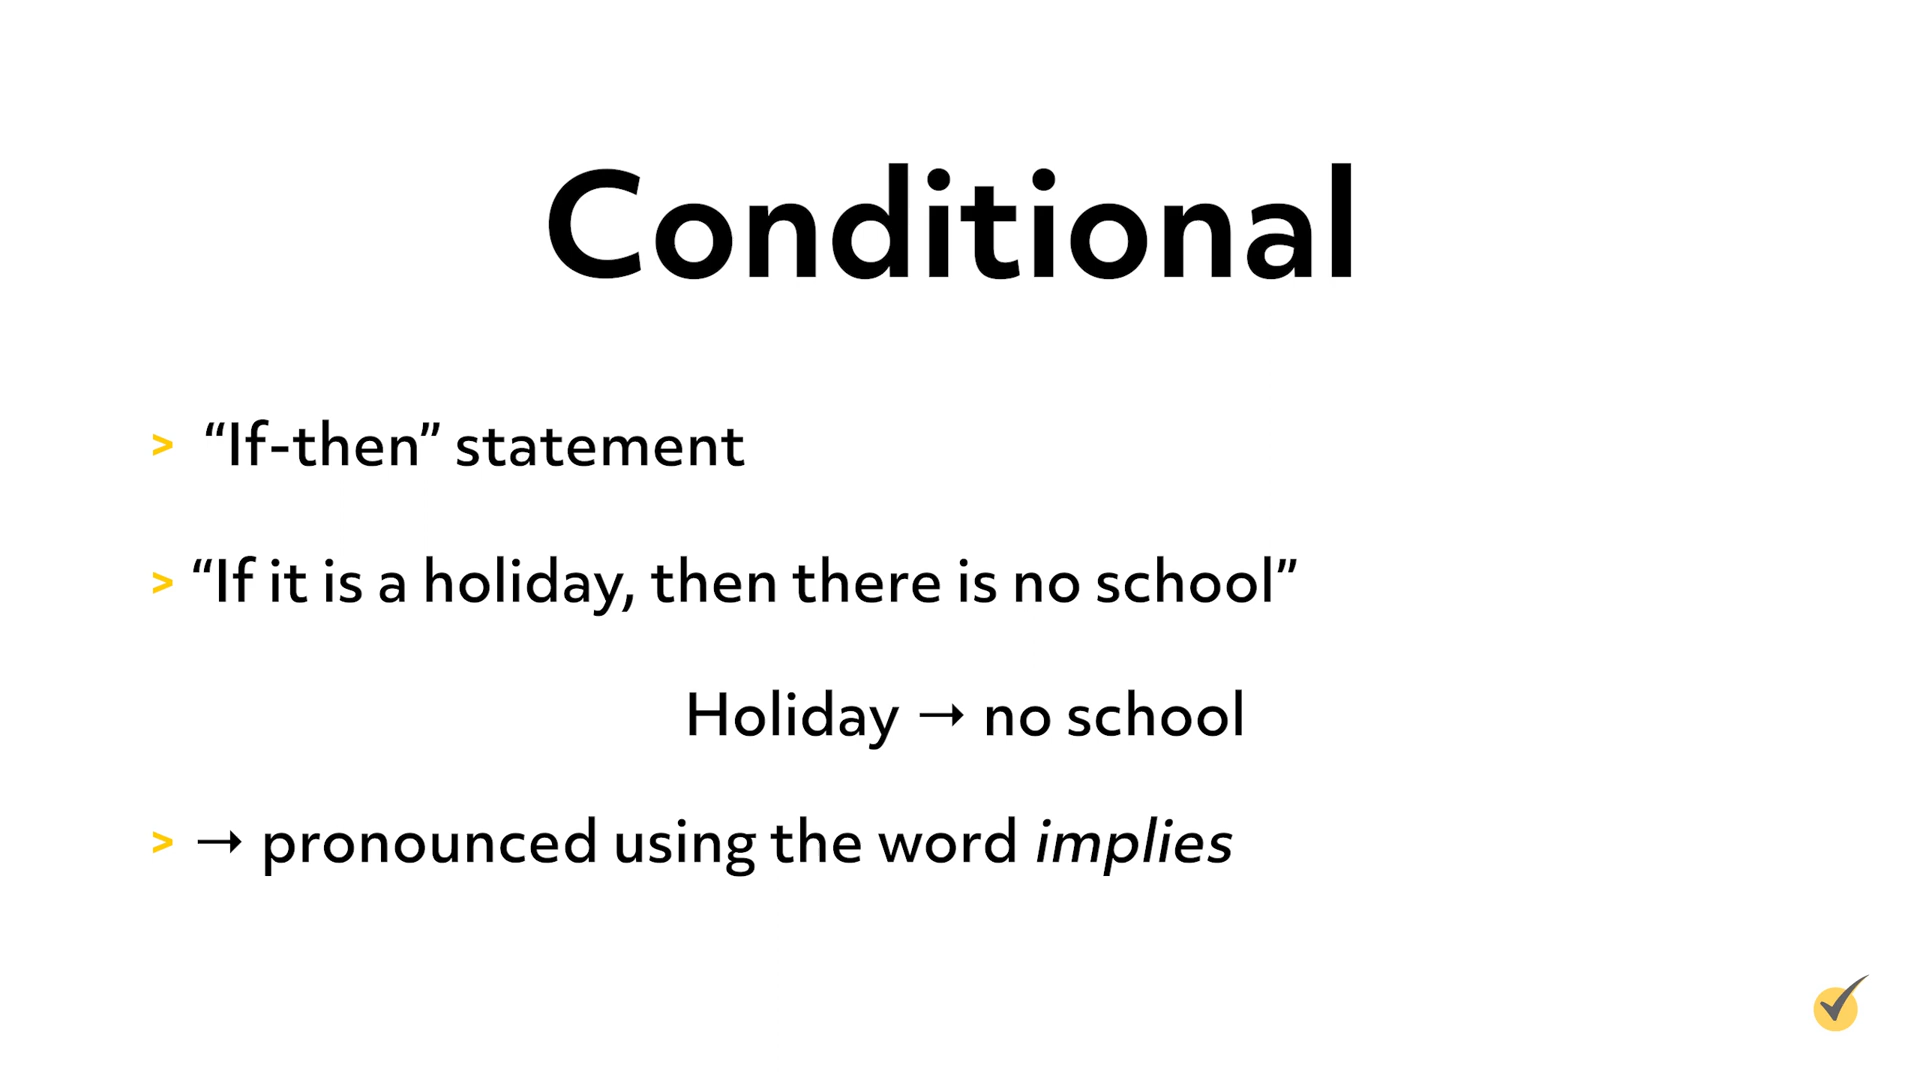 Conditional
> “If-then” statement
> “If it is a holiday, then there is no school”
Holiday → no school
> → pronounced using the word implies